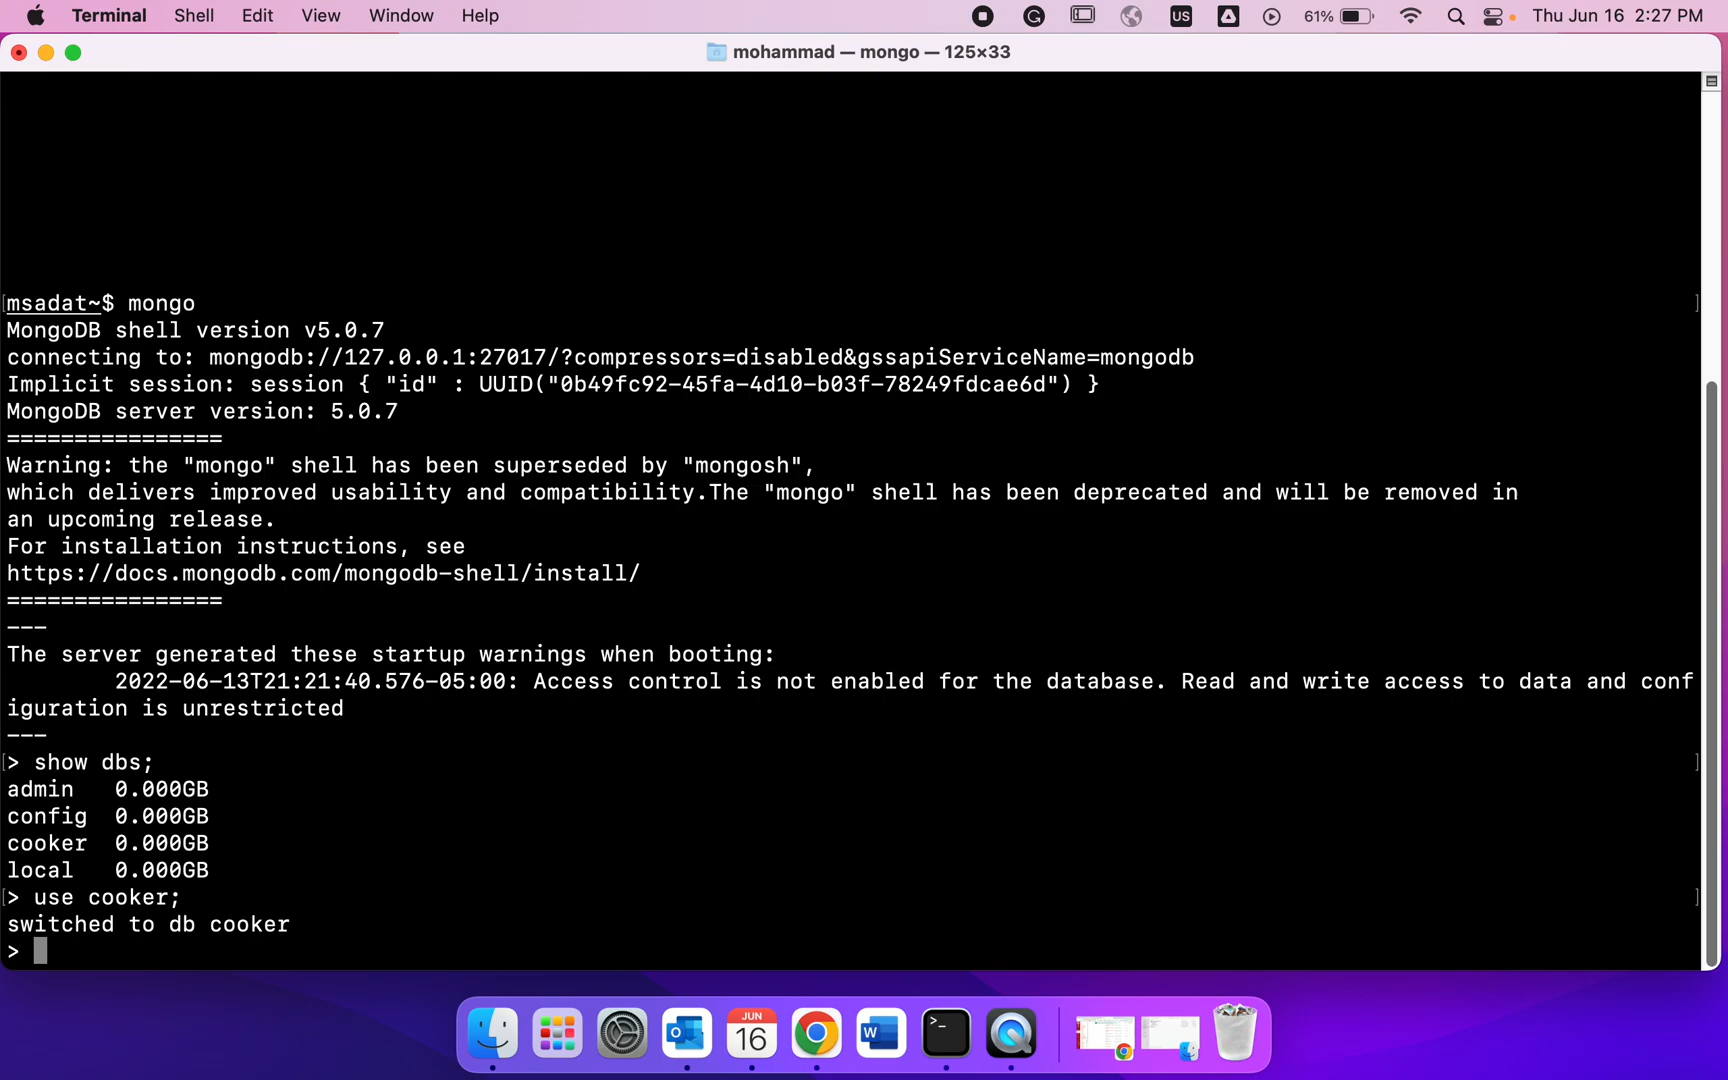 Terminal Shell Edit View Window Help US 61% Thu Jun 16 2:27 PM
mohammad — mongo — 125×33
[msadat~$ mongo ]
MongoDB shell version v5.0.7
connecting to: mongodb://127.0.0.1:27017/?compressors=disabled&gssapiServiceName=mongodb
Implicit session: session { "id" : UUID("0b49fc92-45fa-4d10-b03f-78249fdcae6d") }
MongoDB server version: 5.0.7
================
Warning: the "mongo" shell has been superseded by "mongosh",
which delivers improved usability and compatibility.The "mongo" shell has been deprecated and will be removed in
an upcoming release.
For installation instructions, see
https://docs.mongodb.com/mongodb-shell/install/
================
---
The server generated these startup warnings when booting:
2022-06-13T21:21:40.576-05:00: Access control is not enabled for the database. Read and write access to data and conf
iguration is unrestricted
---
[> show dbs; ]
admin 0.000GB
config 0.000GB
cooker 0.000GB
local 0.000GB
[> use cooker; ]
switched to db cooker
>
JUN
16